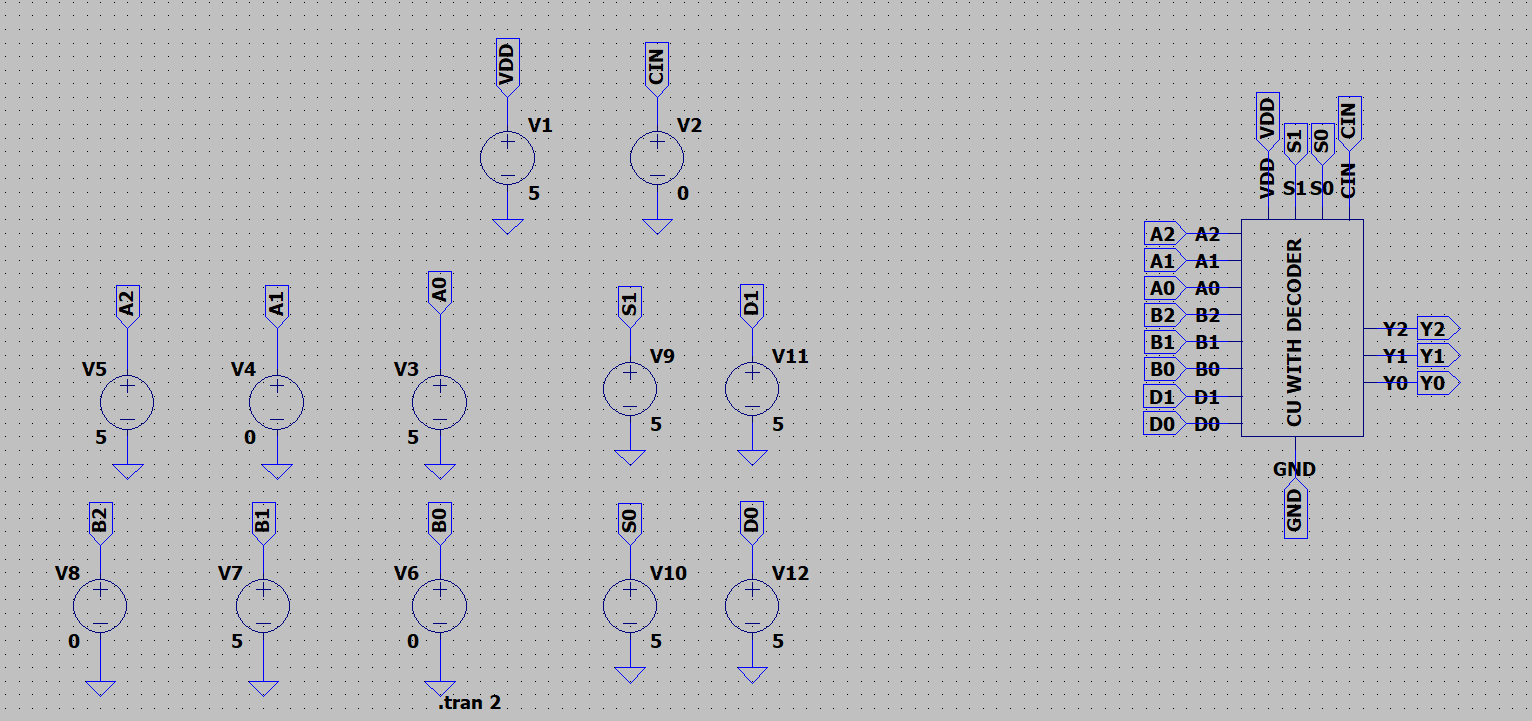 VDD
CIN
V1
5
V2
0
VDD
S1
S0
CIN
VDD
S1
S0
CIN
A2
V5
5
A1
V4
0
A0
V3
5
S1
V9
5
D1
V11
5
B2
V8
0
B1
V7
5
B0
V6
0
S0
V10
5
D0
V12
5
.tran 2
A2 A2
A1 A1
A0 A0
B2 B2
B1 B1
B0 B0
D1 D1
D0 D0
CU WITH DECODER
Y2 Y2
Y1 Y1
Y0 Y0
GND
GND